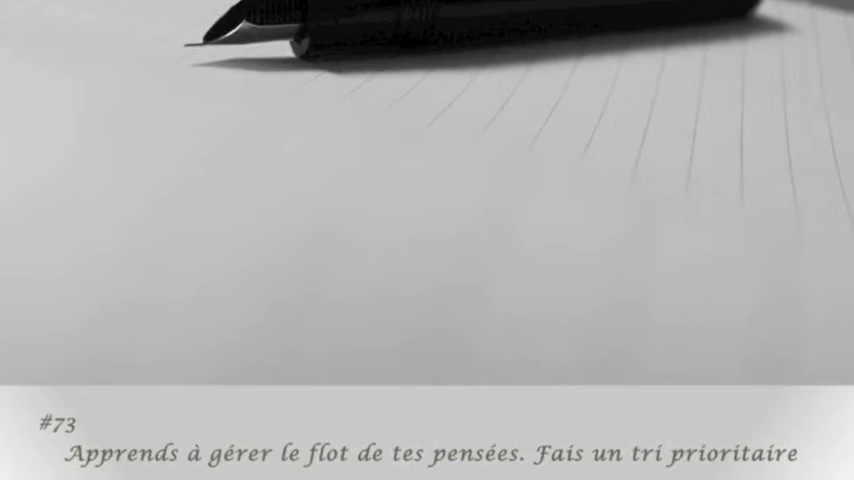 #73
Apprends à gérer le flot de tes pensées. Fais un tri prioritaire